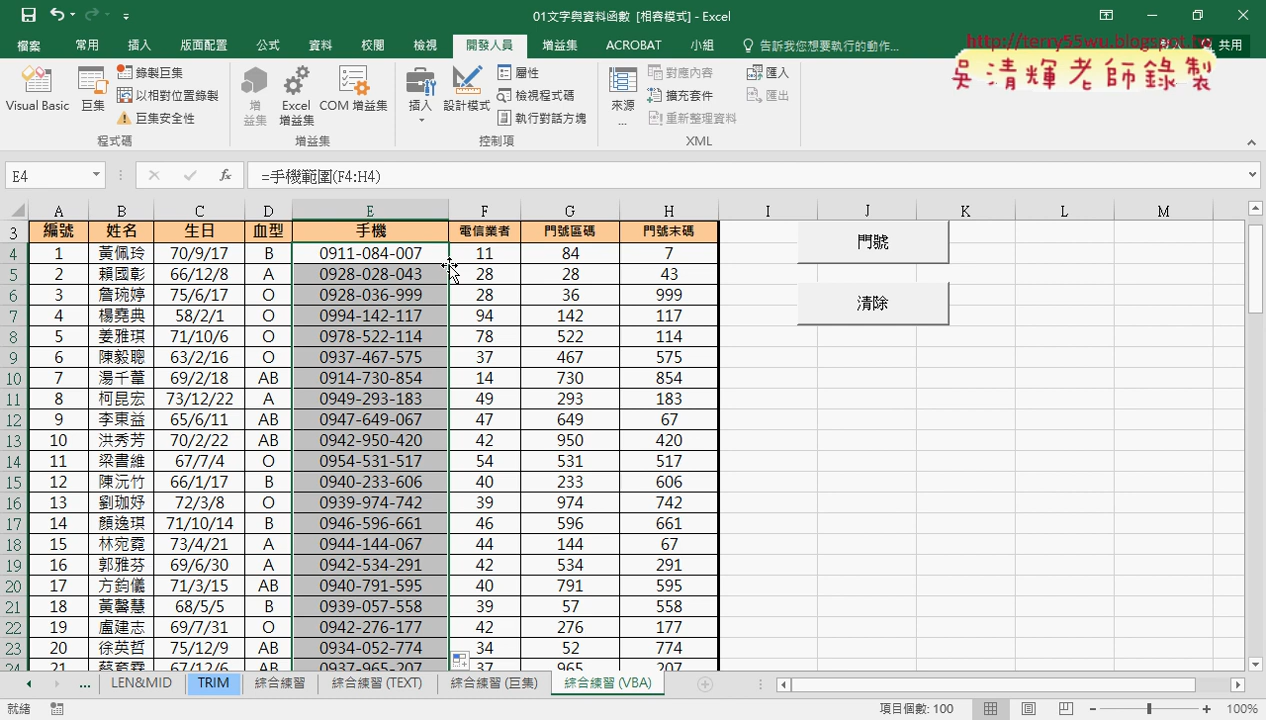 01文字與資料函數 [相容模式] - Excel
http://terry55wu.blogspot
吳清輝老師錄製
檔案 常用 插入 版面配置 公式 資料 校閱 檢視 開發人員 增益集 ACROBAT 小組 告訴我您想要執行的動作... 共用
Visual Basic 巨集 錄製巨集 以相對位置錄製 巨集安全性 程式碼
增益集 Excel 增益集 COM 增益集 增益集
插入 設計模式 屬性 檢視程式碼 執行對話方塊 控制項
來源... 對應內容 擴充套件 重新整理資料 匯入 匯出 XML
E4 fx =手機範圍(F4:H4)
A B C D E F G H I J K L M
3 編號 姓名 生日 血型 手機 電信業者 門號區碼 門號末碼
4 1 黃佩玲 70/9/17 B 0911-084-007 11 84 7
5 2 賴國彰 66/12/8 A 0928-028-043 28 28 43
6 3 詹琬婷 75/6/17 O 0928-036-999 28 36 999
7 4 楊堯典 58/2/1 O 0994-142-117 94 142 117
8 5 姜雅琪 71/10/6 O 0978-522-114 78 522 114
9 6 陳毅聰 63/2/16 O 0937-467-575 37 467 575
10 7 湯千葦 69/2/18 AB 0914-730-854 14 730 854
11 8 柯昆宏 73/12/22 A 0949-293-183 49 293 183
12 9 李東益 65/6/11 AB 0947-649-067 47 649 67
13 10 洪秀芳 70/2/22 AB 0942-950-420 42 950 420
14 11 梁書維 67/7/4 O 0954-531-517 54 531 517
15 12 陳沅竹 66/1/17 B 0940-233-606 40 233 606
16 13 劉珈妤 72/3/8 O 0939-974-742 39 974 742
17 14 顏逸琪 71/10/14 B 0946-596-661 46 596 661
18 15 林宛霓 73/4/21 A 0944-144-067 44 144 67
19 16 郭雅芬 69/6/30 A 0942-534-291 42 534 291
20 17 方鈞儀 71/3/15 AB 0940-791-595 40 791 595
21 18 黃馨慧 68/5/5 B 0939-057-558 39 57 558
22 19 盧建志 69/7/31 O 0942-276-177 42 276 177
23 20 徐英哲 75/12/9 AB 0934-052-774 34 52 774
24 21 67/12/6 AB 0937-965-207 37 965 207
門號
清除
... LEN&MID TRIM 綜合練習 綜合練習 (TEXT) 綜合練習 (巨集) 綜合練習 (VBA)
就緒 項目個數: 100 100%